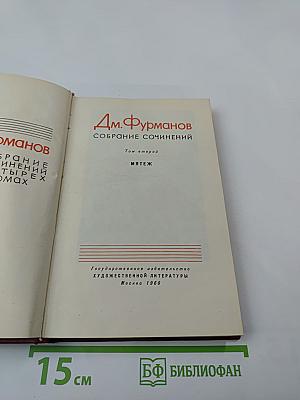 рманов
БРАНИЕ
ИНЕНИЙ
ТЫРЕХ
ОМАХ
Дм. Фурманов
СОБРАНИЕ СОЧИНЕНИЙ
Том второй
МЯТЕЖ
Государственное издательство
ХУДОЖЕСТВЕННОЙ ЛИТЕРАТУРЫ
Москва 1960
15 см
БФ БИБЛИОФАН